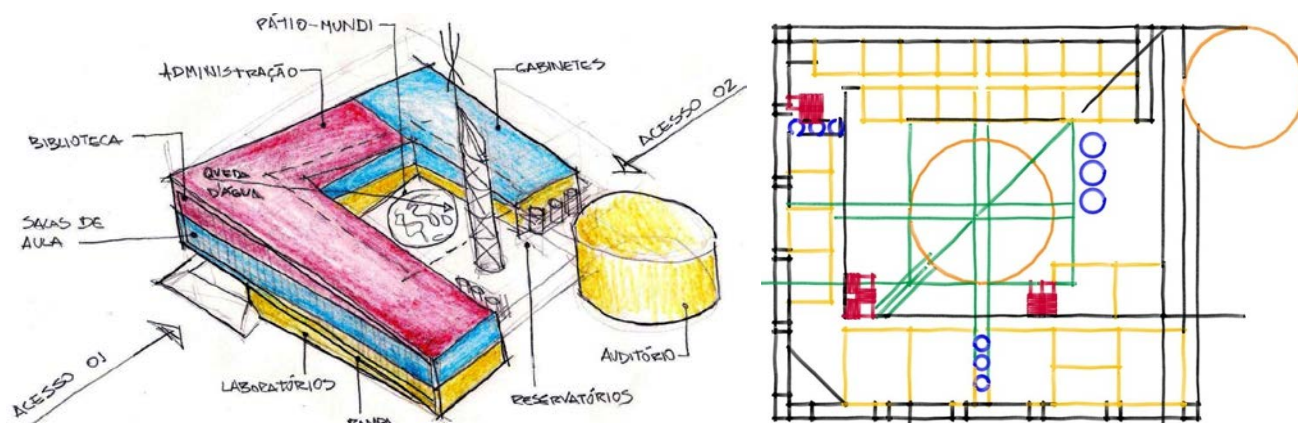 PÁTIO-MUNDI
ADMINISTRAÇÃO
GABINETES
ACESSO 02
BIBLIOTECA
QUEDA
D'ÁGUA
SALAS DE
AULA
ACESSO 01
LABORATÓRIOS
RESERVATÓRIOS
AUDITÓRIO